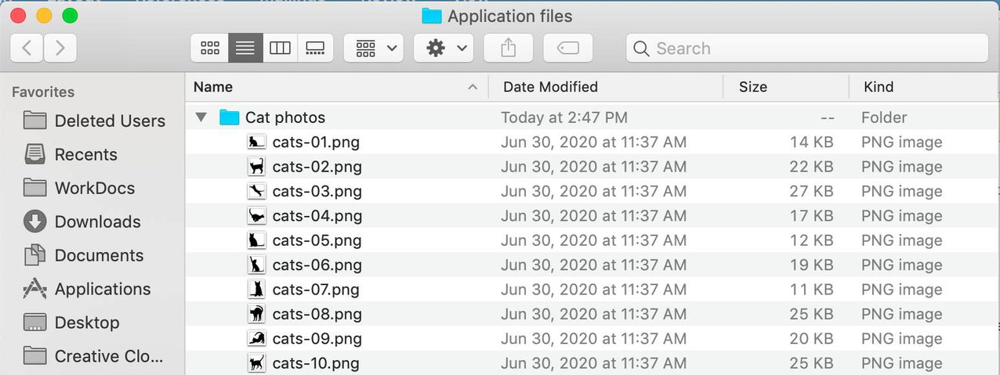 Application files
Search
Favorites
Deleted Users
Recents
WorkDocs
Downloads
Documents
Applications
Desktop
Creative Clo...
Name Date Modified Size Kind
Cat photos Today at 2:47 PM -- Folder
cats-01.png Jun 30, 2020 at 11:37 AM 14 KB PNG image
cats-02.png Jun 30, 2020 at 11:37 AM 22 KB PNG image
cats-03.png Jun 30, 2020 at 11:37 AM 27 KB PNG image
cats-04.png Jun 30, 2020 at 11:37 AM 17 KB PNG image
cats-05.png Jun 30, 2020 at 11:37 AM 12 KB PNG image
cats-06.png Jun 30, 2020 at 11:37 AM 19 KB PNG image
cats-07.png Jun 30, 2020 at 11:37 AM 11 KB PNG image
cats-08.png Jun 30, 2020 at 11:37 AM 25 KB PNG image
cats-09.png Jun 30, 2020 at 11:37 AM 20 KB PNG image
cats-10.png Jun 30, 2020 at 11:37 AM 25 KB PNG image